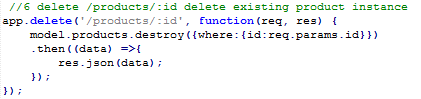 //6 delete /products/:id delete existing product instance
app.delete('/products/:id', function(req, res) {
model.products.destroy({where:{id:req.params.id}})
.then((data) =>{
res.json(data);
});
});